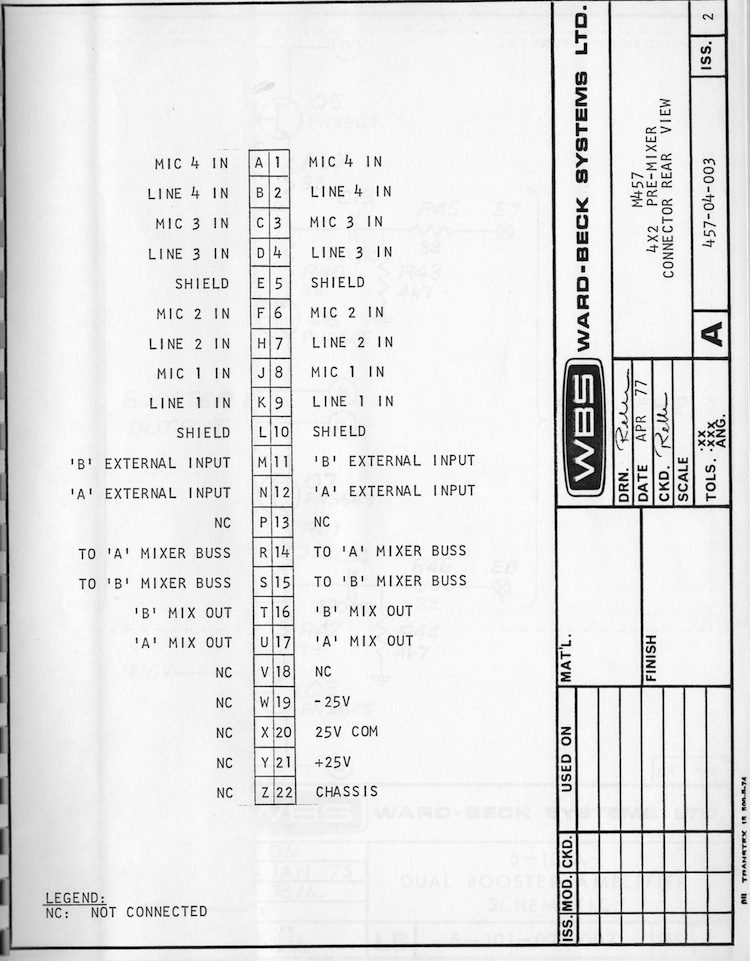 MIC 4 IN A 1 MIC 4 IN
LINE 4 IN B 2 LINE 4 IN
MIC 3 IN C 3 MIC 3 IN
LINE 3 IN D 4 LINE 3 IN
SHIELD E 5 SHIELD
MIC 2 IN F 6 MIC 2 IN
LINE 2 IN H 7 LINE 2 IN
MIC 1 IN J 8 MIC 1 IN
LINE 1 IN K 9 LINE 1 IN
SHIELD L 10 SHIELD
'B' EXTERNAL INPUT M 11 'B' EXTERNAL INPUT
'A' EXTERNAL INPUT N 12 'A' EXTERNAL INPUT
NC P 13 NC
TO 'A' MIXER BUSS R 14 TO 'A' MIXER BUSS
TO 'B' MIXER BUSS S 15 TO 'B' MIXER BUSS
'B' MIX OUT T 16 'B' MIX OUT
'A' MIX OUT U 17 'A' MIX OUT
NC V 18 NC
NC W 19 -25V
NC X 20 25V COM
NC Y 21 +25V
NC Z 22 CHASSIS
LEGEND:
NC: NOT CONNECTED
WBS WARD-BECK SYSTEMS LTD.
M457
4X2 PRE-MIXER
CONNECTOR REAR VIEW
A 457-04-003 ISS. 2
DRN.
DATE APR 77
CKD.
SCALE
TOLS. .XX
.XXX
ANG.
MAT'L.
FINISH
USED ON
ISS. MOD. CKD.